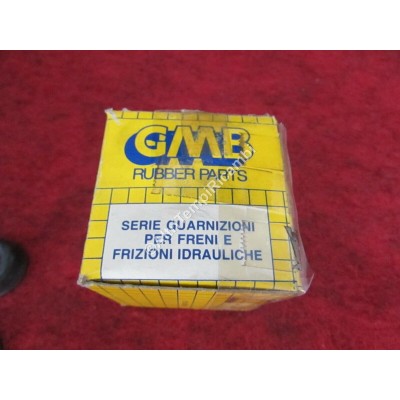 GMB
RUBBER PARTS
SERIE GUARNIZIONI
PER FRENI E
FRIZIONI IDRAULICHE